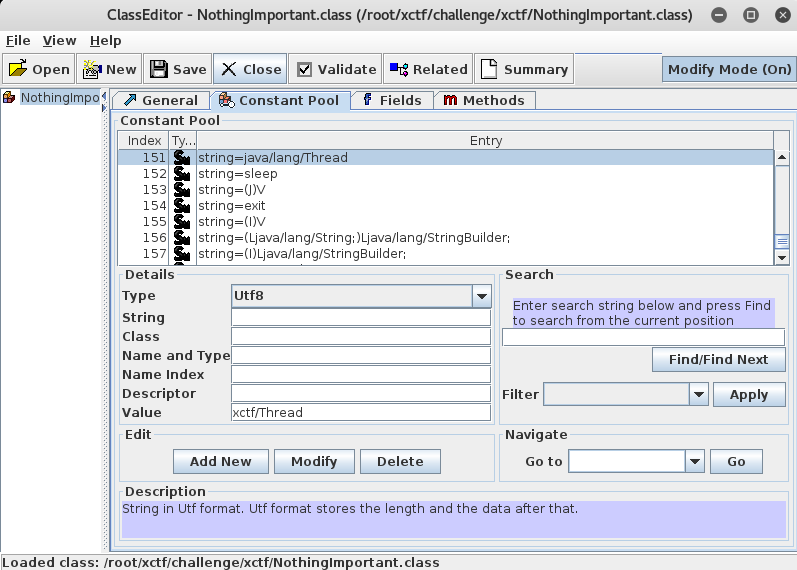 ClassEditor - NothingImportant.class (/root/xctf/challenge/xctf/NothingImportant.class)
File View Help
Open New Save Close Validate Related Summary Modify Mode (On)
NothingImpo
General Constant Pool Fields Methods
Constant Pool
Index Ty... Entry
151 string=java/lang/Thread
152 string=sleep
153 string=(J)V
154 string=exit
155 string=(I)V
156 string=(Ljava/lang/String;)Ljava/lang/StringBuilder;
157 string=(I)Ljava/lang/StringBuilder;
Details
Type Utf8
String
Class
Name and Type
Name Index
Descriptor
Value xctf/Thread
Search
Enter search string below and press Find
to search from the current position
Find/Find Next
Filter Apply
Edit
Add New Modify Delete
Navigate
Go to Go
Description
String in Utf format. Utf format stores the length and the data after that.
Loaded class: /root/xctf/challenge/xctf/NothingImportant.class